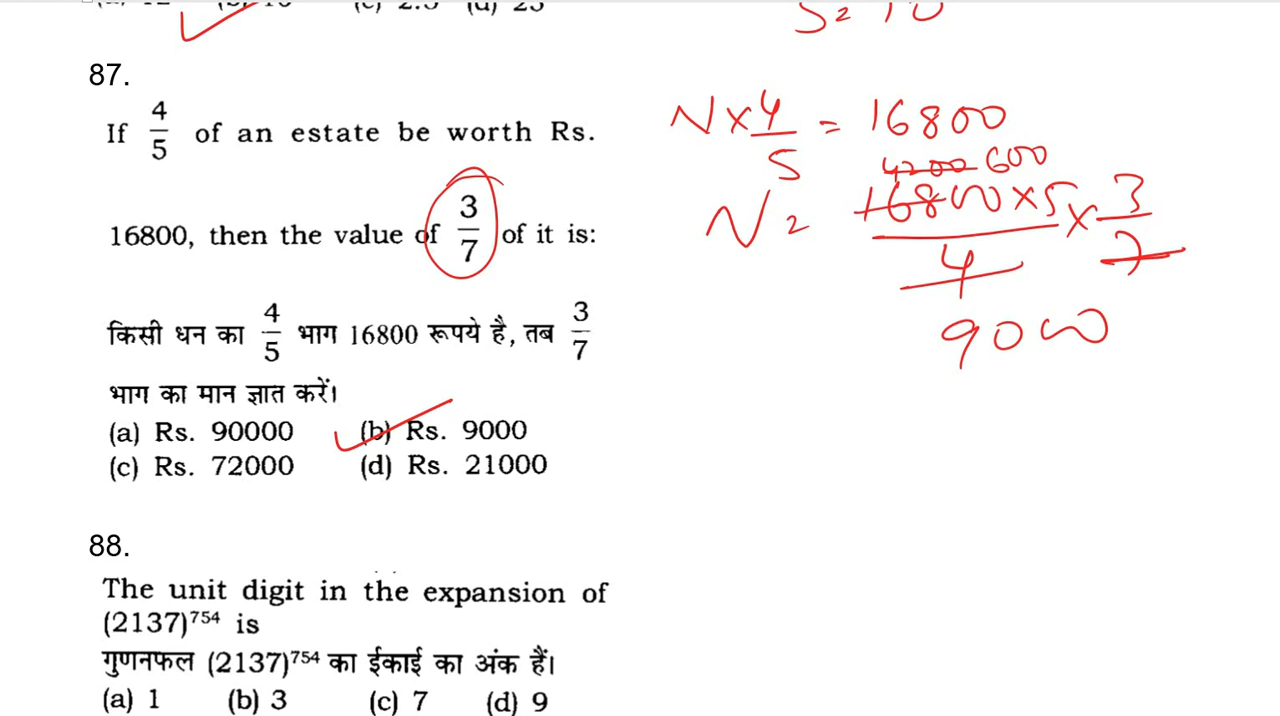 87.
If 4/5 of an estate be worth Rs.
16800, then the value of 3/7 of it is:
किसी धन का 4/5 भाग 16800 रूपये है, तब 3/7
भाग का मान ज्ञात करें।
(a) Rs. 90000 (b) Rs. 9000
(c) Rs. 72000 (d) Rs. 21000
88.
The unit digit in the expansion of
(2137)⁷⁵⁴ is
गुणनफल (2137)⁷⁵⁴ का ईकाई का अंक हैं।
(a) 1 (b) 3 (c) 7 (d) 9
N × 4/5 = 16800
4200 600
N = 16800 × 5 / 4 × 3/7
9000